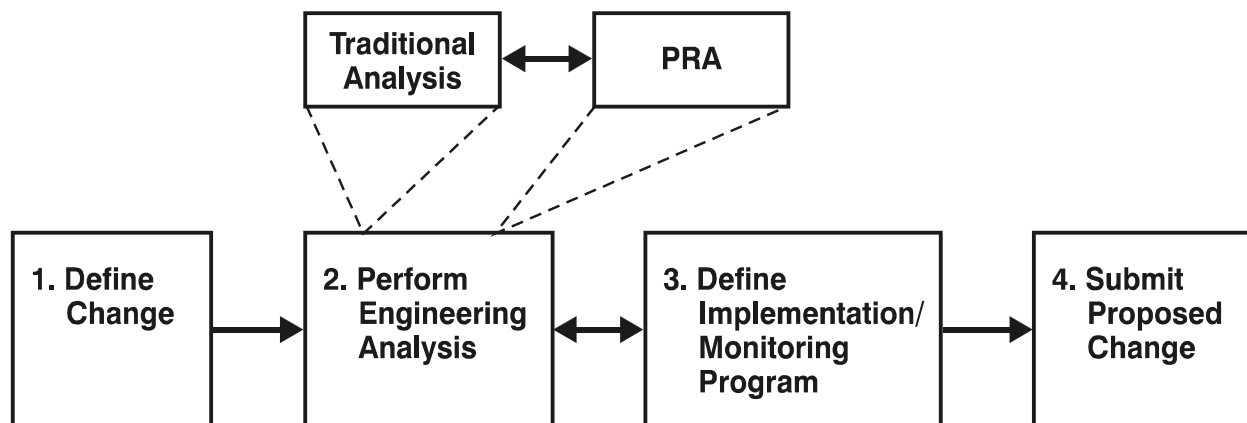 Traditional
Analysis
PRA
1. Define
Change
2. Perform
Engineering
Analysis
3. Define
Implementation/
Monitoring
Program
4. Submit
Proposed
Change